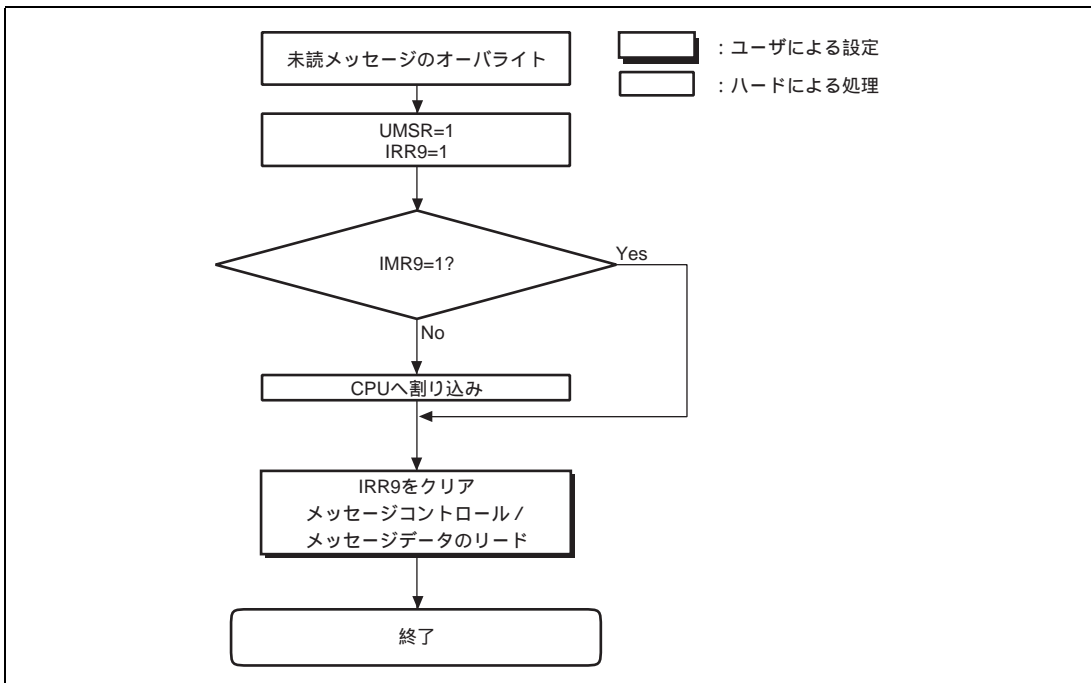 未読メッセージのオーバライト
：ユーザによる設定
：ハードによる処理
UMSR=1
IRR9=1
IMR9=1?
Yes
No
CPUへ割り込み
IRR9をクリア
メッセージコントロール /
メッセージデータのリード
終了